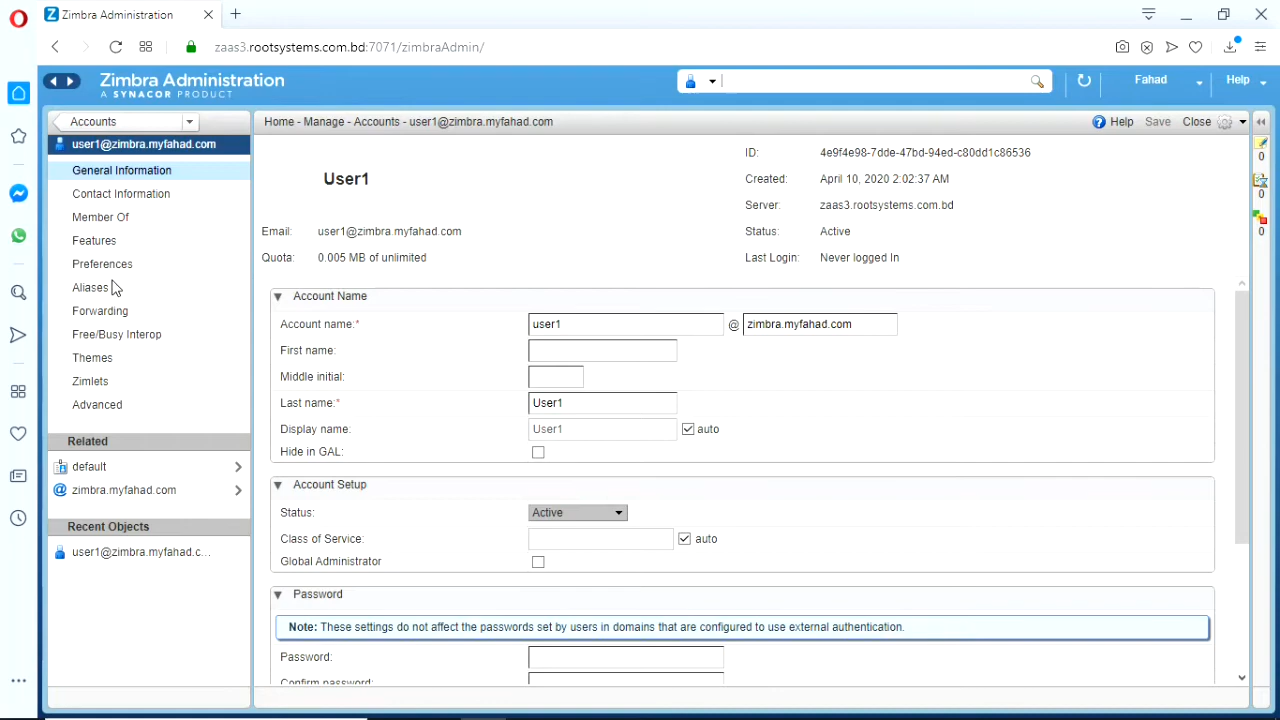 Zimbra Administration
zaas3.rootsystems.com.bd:7071/zimbraAdmin/
Zimbra Administration
A SYNACOR PRODUCT
Fahad
Help
Accounts
Home - Manage - Accounts - user1@zimbra.myfahad.com
Help
Save
Close
user1@zimbra.myfahad.com
General Information
Contact Information
Member Of
Features
Preferences
Aliases
Forwarding
Free/Busy Interop
Themes
Zimlets
Advanced
Related
default
zimbra.myfahad.com
Recent Objects
user1@zimbra.myfahad.c...
User1
ID: 4e9f4e98-7dde-47bd-94ed-c80dd1c86536
Created: April 10, 2020 2:02:37 AM
Server: zaas3.rootsystems.com.bd
Email: user1@zimbra.myfahad.com
Status: Active
Quota: 0.005 MB of unlimited
Last Login: Never logged In
Account Name
Account name:* user1 @ zimbra.myfahad.com
First name:
Middle initial:
Last name:* User1
Display name: User1 auto
Hide in GAL:
Account Setup
Status: Active
Class of Service: auto
Global Administrator
Password
Note: These settings do not affect the passwords set by users in domains that are configured to use external authentication.
Password:
Confirm password:
0
0
0